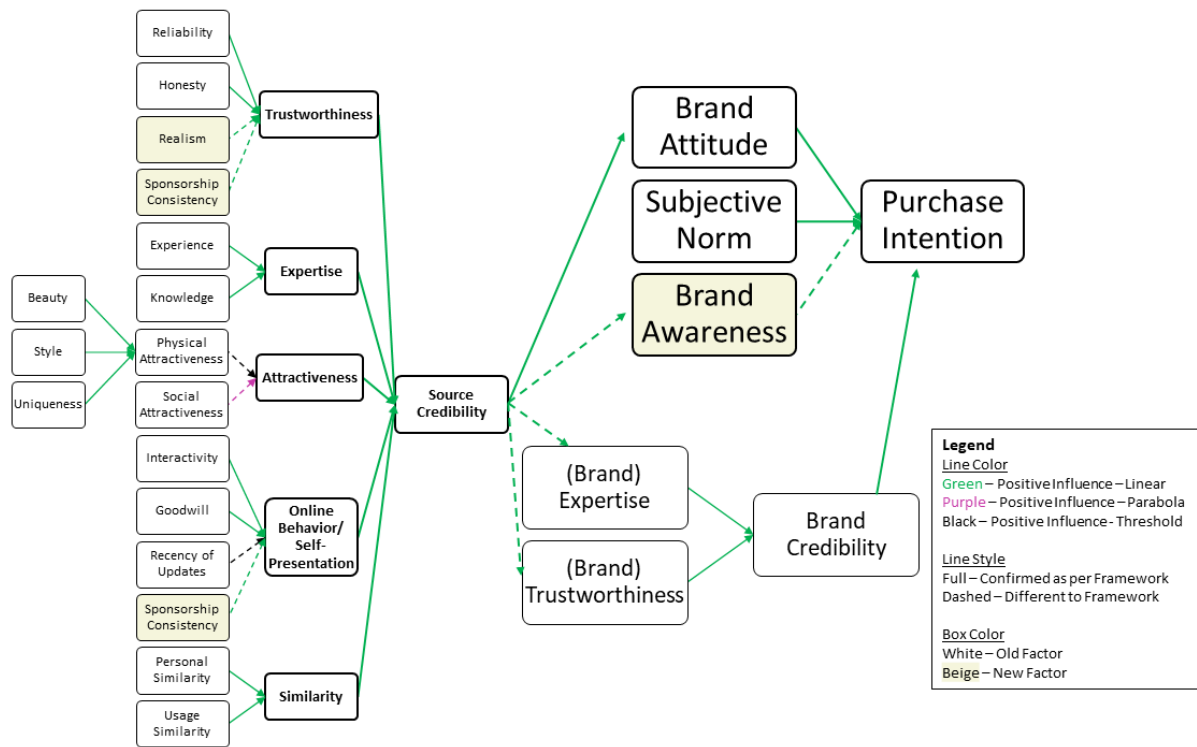 Reliability
Honesty
Realism
Sponsorship
Consistency
Experience
Knowledge
Physical
Attractiveness
Social
Attractiveness
Interactivity
Goodwill
Recency of
Updates
Sponsorship
Consistency
Personal
Similarity
Usage
Similarity
Beauty
Style
Uniqueness
Trustworthiness
Expertise
Attractiveness
Online
Behavior/
Self-
Presentation
Similarity
Source
Credibility
Brand
Attitude
Subjective
Norm
Brand
Awareness
Purchase
Intention
(Brand)
Expertise
(Brand)
Trustworthiness
Brand
Credibility
Legend
Line Color
Green – Positive Influence – Linear
Purple – Positive Influence – Parabola
Black – Positive Influence - Threshold
Line Style
Full – Confirmed as per Framework
Dashed – Different to Framework
Box Color
White – Old Factor
Beige – New Factor